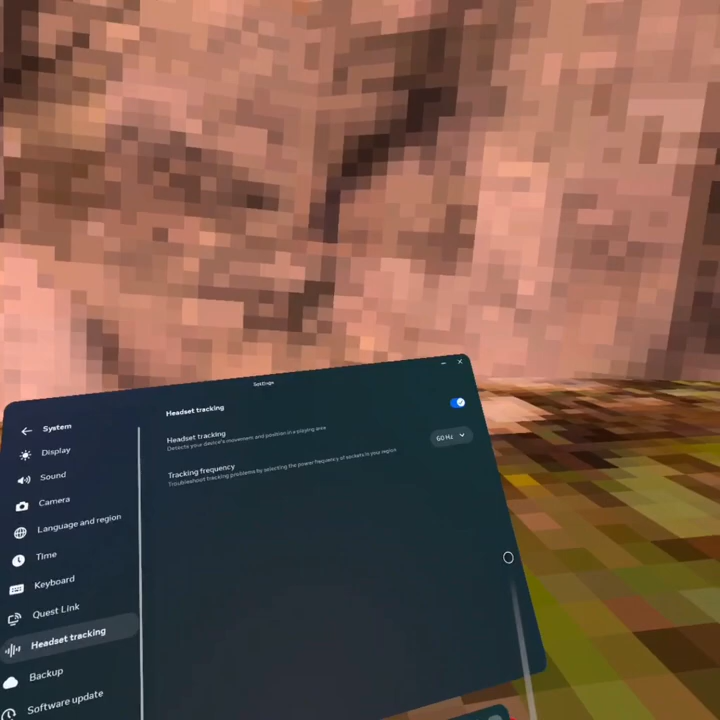 Settings
System
Display
Sound
Camera
Language and region
Time
Keyboard
Quest Link
Headset tracking
Backup
Software update
Headset tracking
Headset tracking
Detects your device's movement and position in a playing area
Tracking frequency
Troubleshoot tracking problems by selecting the power frequency of sockets in your region
60 Hz